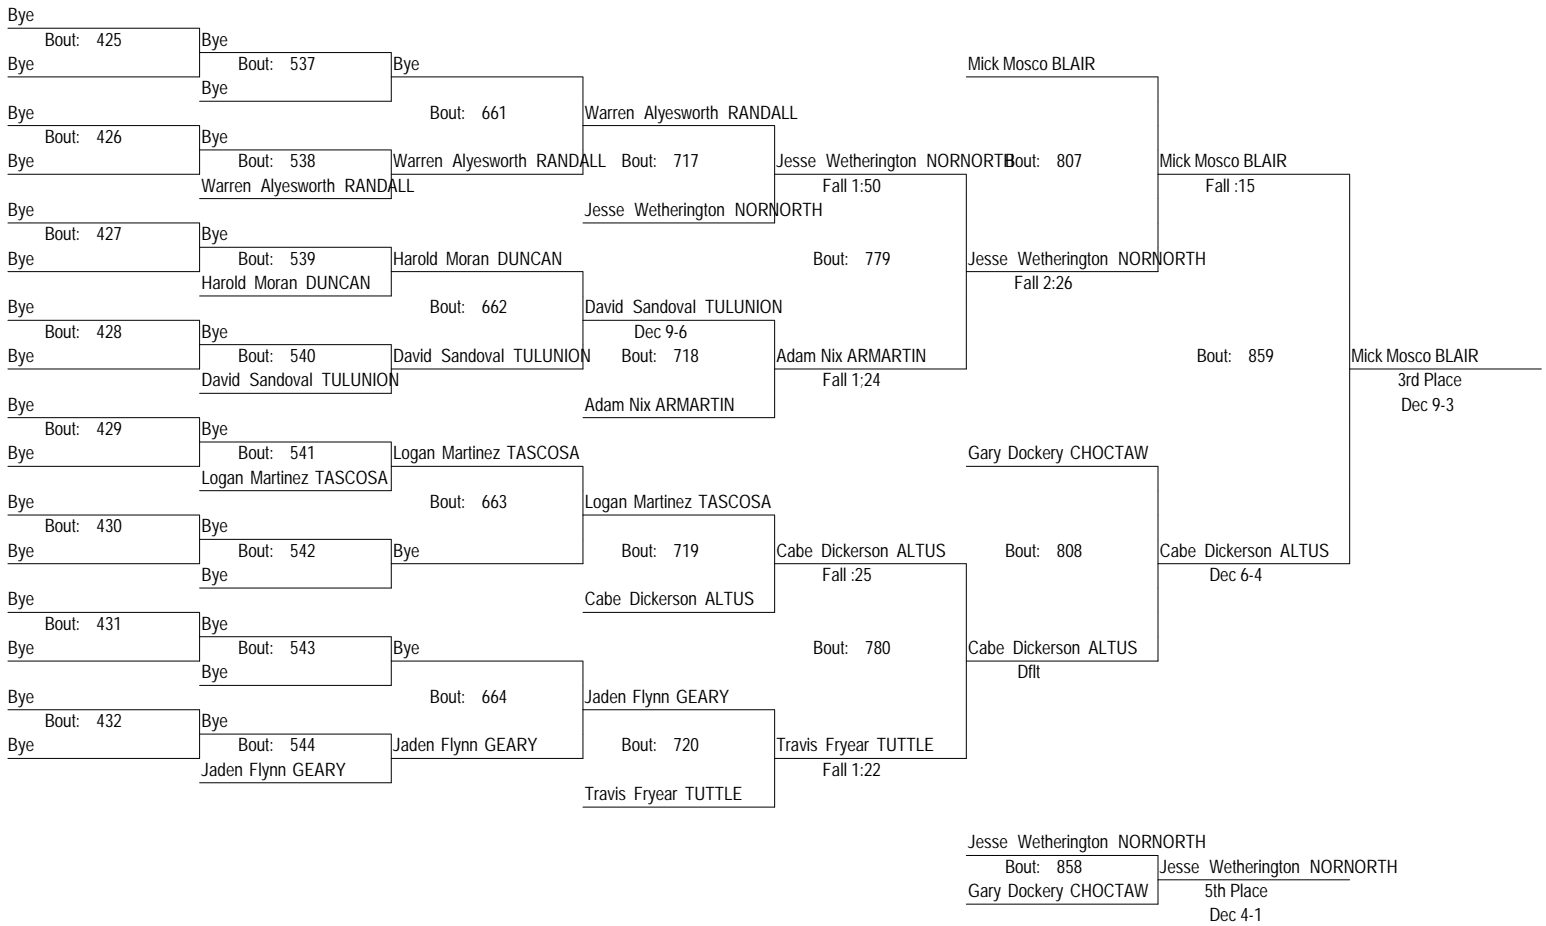 Bye
Bout: 425
Bye
Bye
Bout: 537
Bye
Bye
Mick Mosco BLAIR
Bye
Bye
Bout: 661
Warren Alyesworth RANDALL
Bout: 426
Bye
Bye
Bout: 538
Warren Alyesworth RANDALL
Bout: 717
Jesse Wetherington NORNORTH
Bout: 807
Mick Mosco BLAIR
Warren Alyesworth RANDALL
Fall 1:50
Fall :15
Bye
Jesse Wetherington NORNORTH
Bout: 427
Bye
Bye
Bout: 539
Harold Moran DUNCAN
Bout: 779
Jesse Wetherington NORNORTH
Harold Moran DUNCAN
Fall 2:26
Bye
Bout: 662
David Sandoval TULUNION
Bout: 428
Bye
Dec 9-6
Bye
Bout: 540
David Sandoval TULUNION
Bout: 718
Adam Nix ARMARTIN
Bout: 859
Mick Mosco BLAIR
David Sandoval TULUNION
Fall 1;24
3rd Place
Bye
Adam Nix ARMARTIN
Dec 9-3
Bout: 429
Bye
Bye
Bout: 541
Logan Martinez TASCOSA
Gary Dockery CHOCTAW
Logan Martinez TASCOSA
Bye
Bout: 663
Logan Martinez TASCOSA
Bout: 430
Bye
Bye
Bout: 542
Bye
Bout: 719
Cabe Dickerson ALTUS
Bout: 808
Cabe Dickerson ALTUS
Bye
Fall :25
Dec 6-4
Bye
Cabe Dickerson ALTUS
Bout: 431
Bye
Bye
Bout: 543
Bye
Bout: 780
Cabe Dickerson ALTUS
Bye
Dflt
Bye
Bout: 664
Jaden Flynn GEARY
Bout: 432
Bye
Bye
Bout: 544
Jaden Flynn GEARY
Bout: 720
Travis Fryear TUTTLE
Jaden Flynn GEARY
Fall 1:22
Travis Fryear TUTTLE
Jesse Wetherington NORNORTH
Bout: 858
Jesse Wetherington NORNORTH
Gary Dockery CHOCTAW
5th Place
Dec 4-1